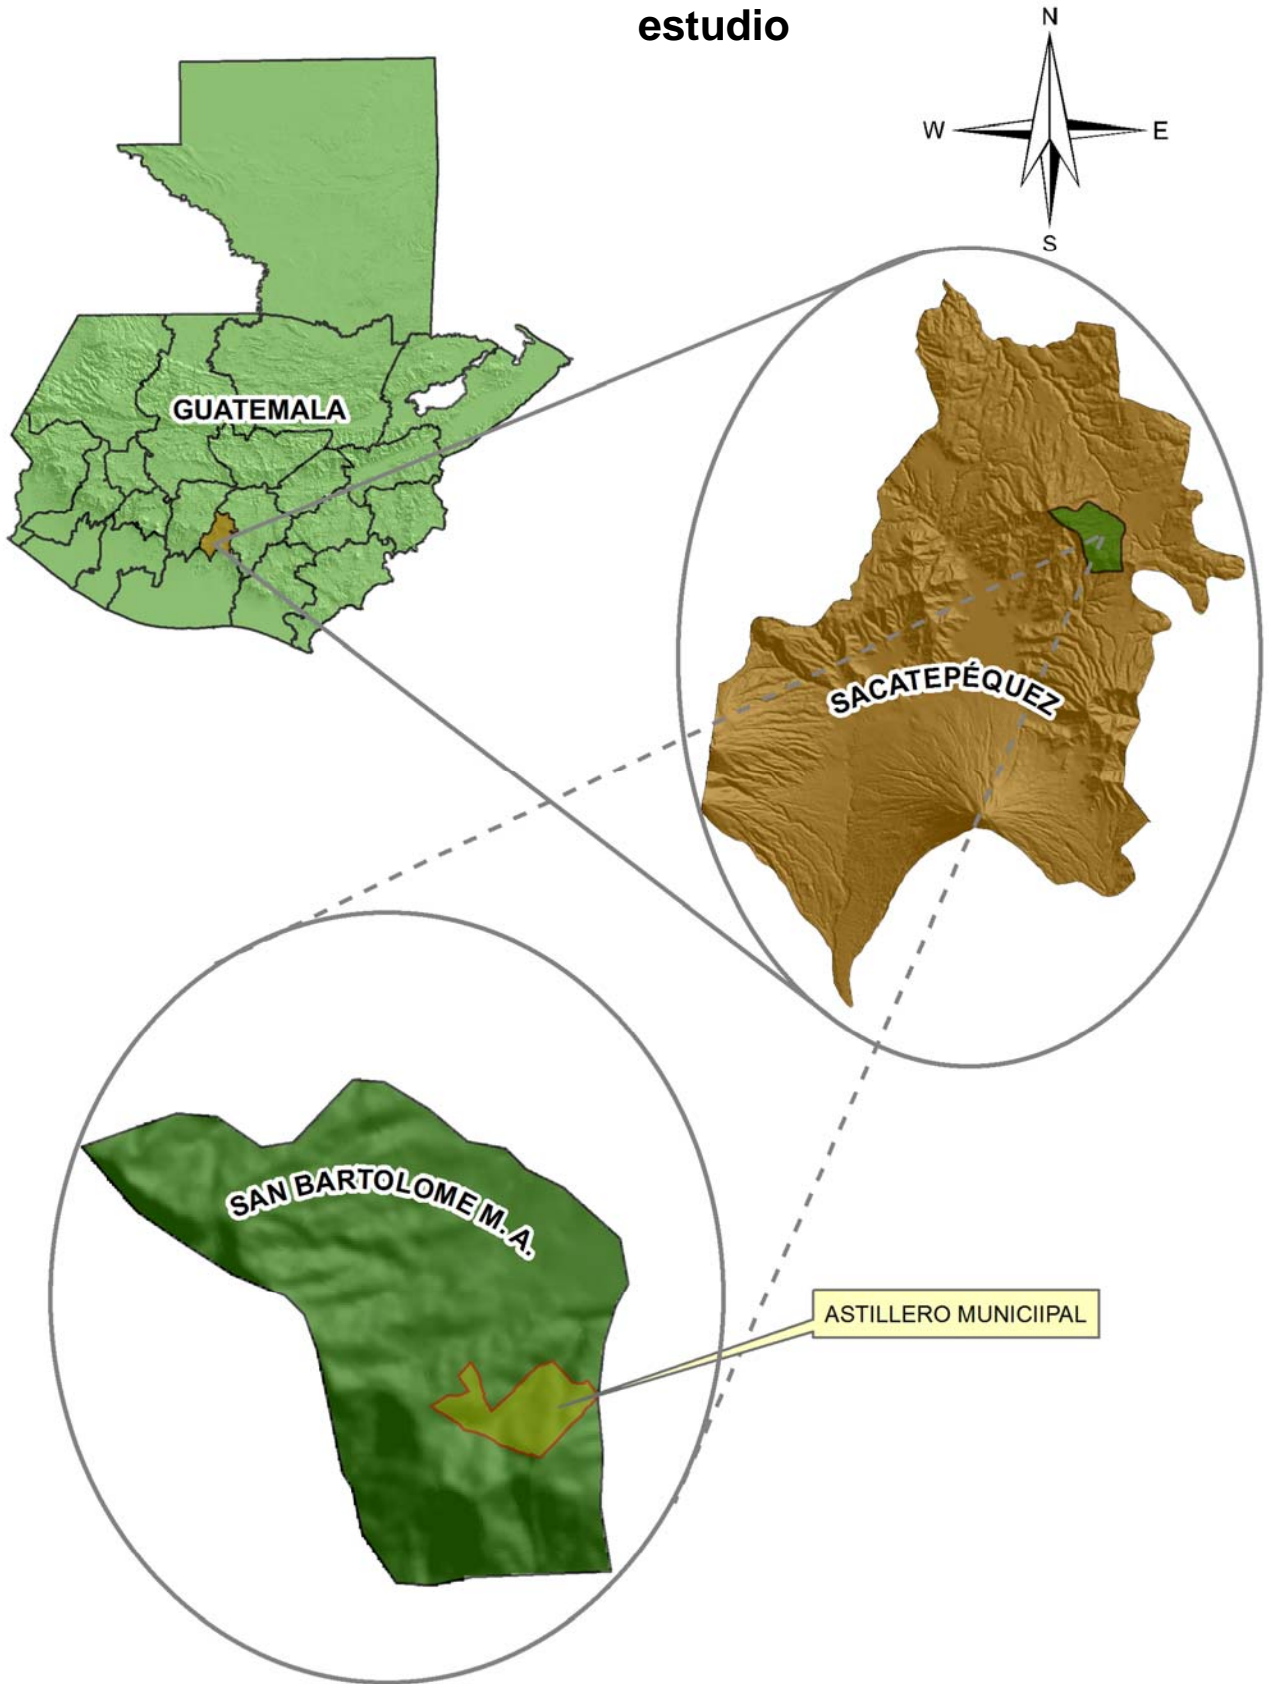 estudio
N
W E
S
GUATEMALA
SACATEPÉQUEZ
SAN BARTOLOME M. A.
ASTILLERO MUNICIIPAL